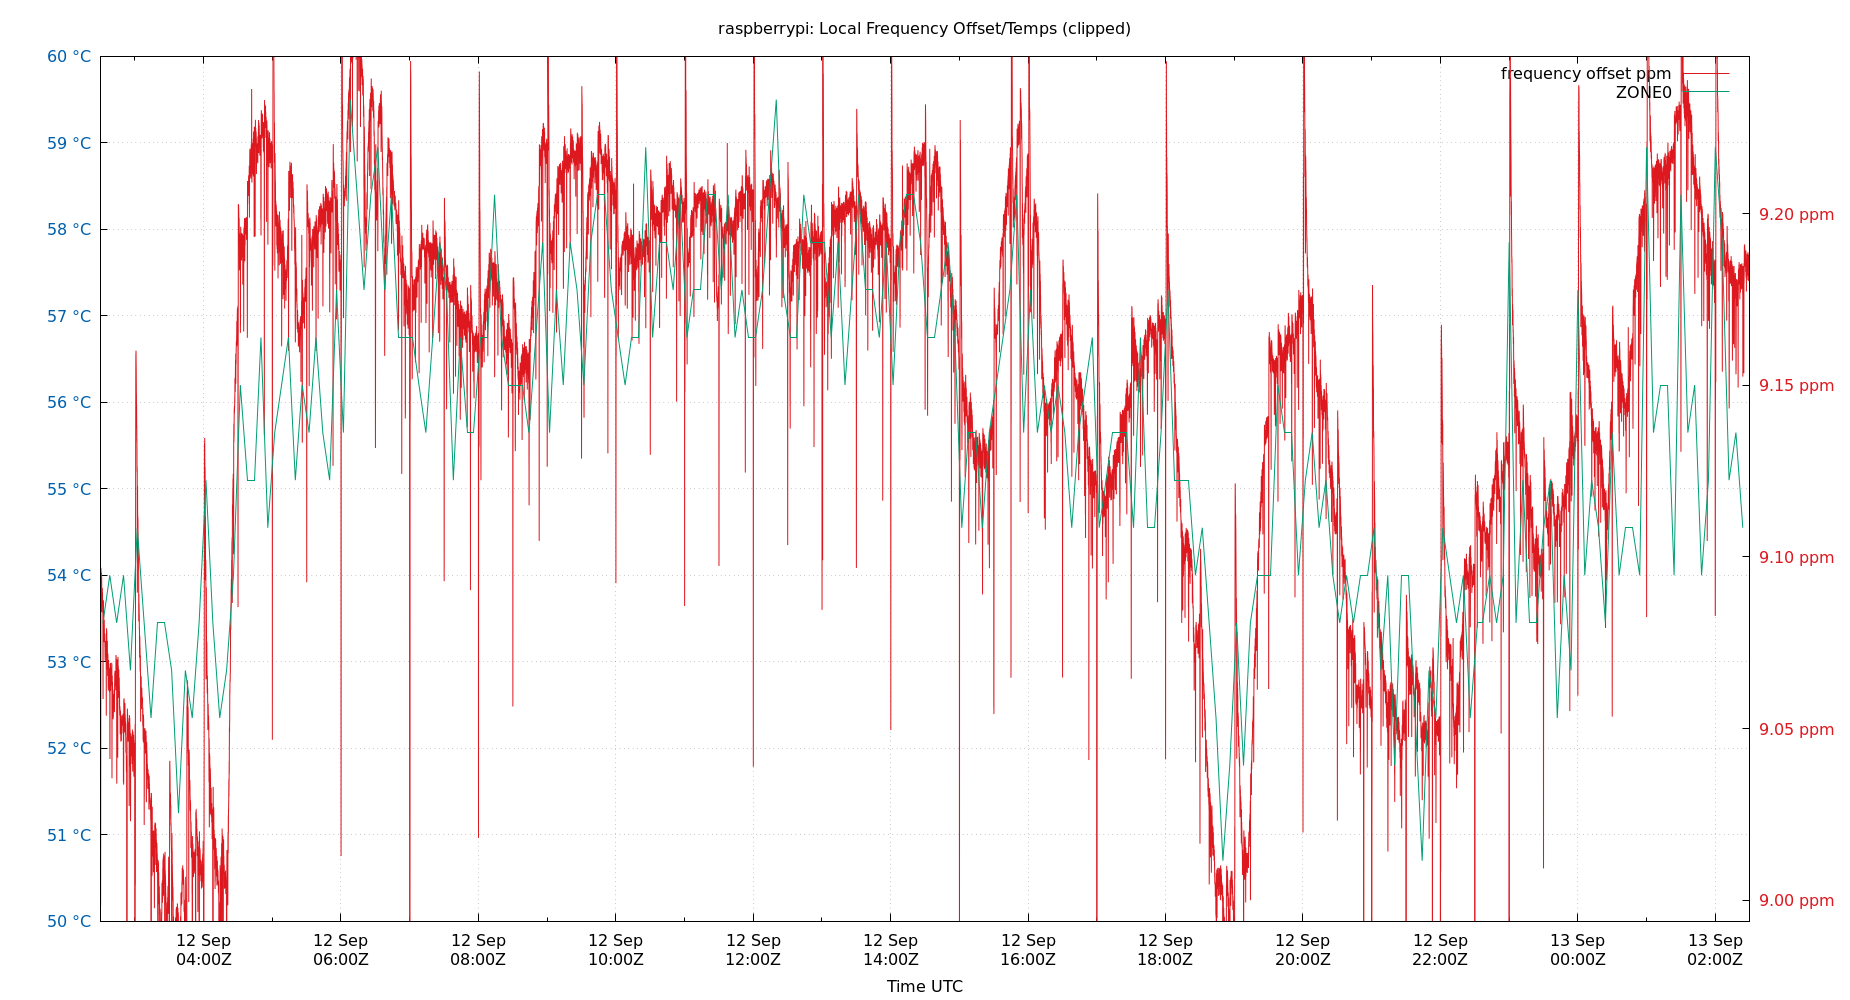 raspberrypi: Local Frequency Offset/Temps (clipped)
frequency offset ppm
ZONE0
60 °C
59 °C
58 °C
57 °C
56 °C
55 °C
54 °C
53 °C
52 °C
51 °C
50 °C
9.20 ppm
9.15 ppm
9.10 ppm
9.05 ppm
9.00 ppm
12 Sep 12 Sep 12 Sep 12 Sep 12 Sep 12 Sep 12 Sep 12 Sep 12 Sep 12 Sep 13 Sep 13 Sep
04:00Z 06:00Z 08:00Z 10:00Z 12:00Z 14:00Z 16:00Z 18:00Z 20:00Z 22:00Z 00:00Z 02:00Z
Time UTC